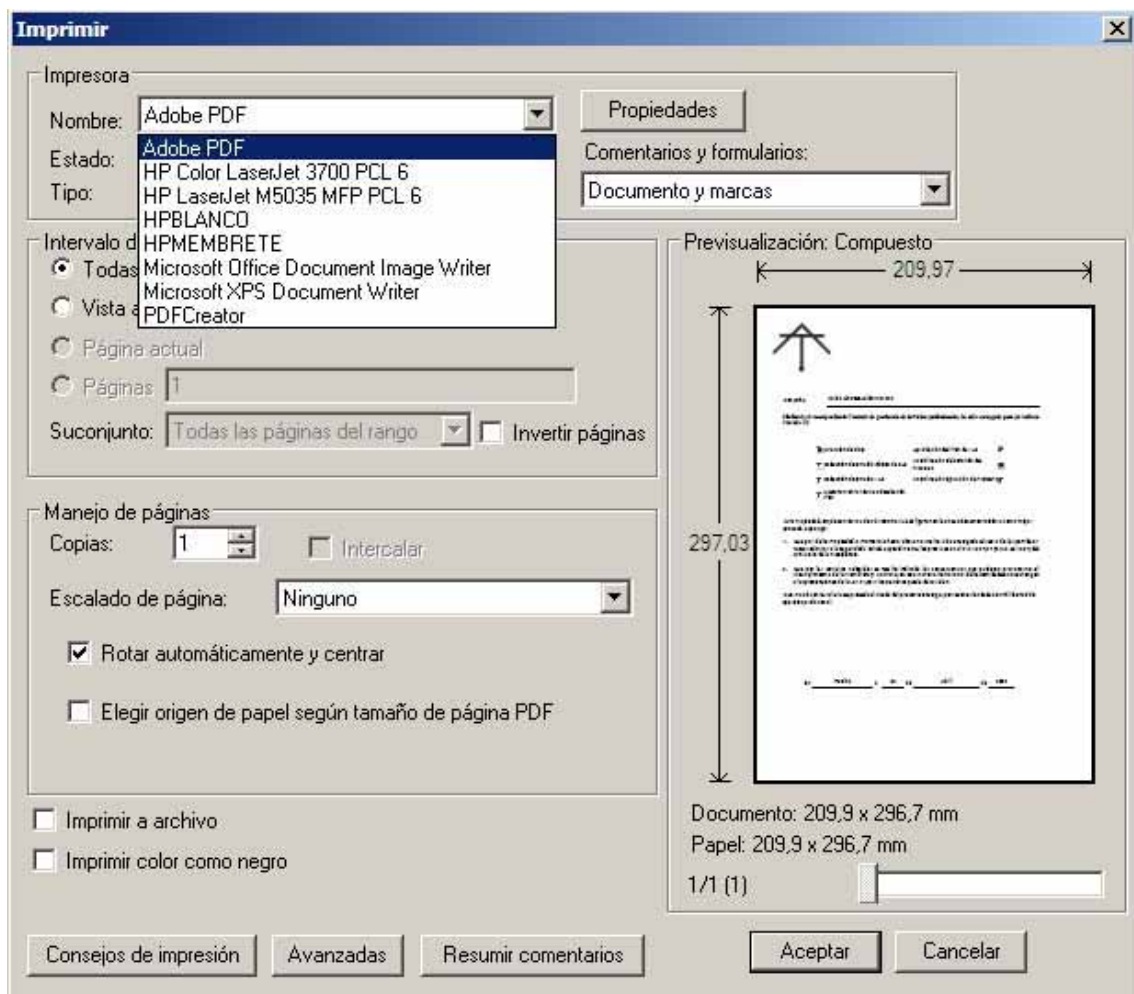 Imprimir
Impresora
Nombre: Adobe PDF
Propiedades
Adobe PDF
HP Color LaserJet 3700 PCL 6
HP LaserJet M5035 MFP PCL 6
HPBLANCO
HPMEMBRETE
Microsoft Office Document Image Writer
Microsoft XPS Document Writer
PDFCreator
Estado:
Tipo:
Comentarios y formularios:
Documento y marcas
Intervalo d
Todas
Vista a
Página actual
Páginas 1
Suconjunto: Todas las páginas del rango Invertir páginas
Manejo de páginas
Copias: 1 Intercalar
Escalado de página: Ninguno
Rotar automáticamente y centrar
Elegir origen de papel según tamaño de página PDF
Imprimir a archivo
Imprimir color como negro
Previsualización: Compuesto
209,97
297,03
Documento: 209,9 x 296,7 mm
Papel: 209,9 x 296,7 mm
1/1 (1)
Consejos de impresión Avanzadas Resumir comentarios Aceptar Cancelar